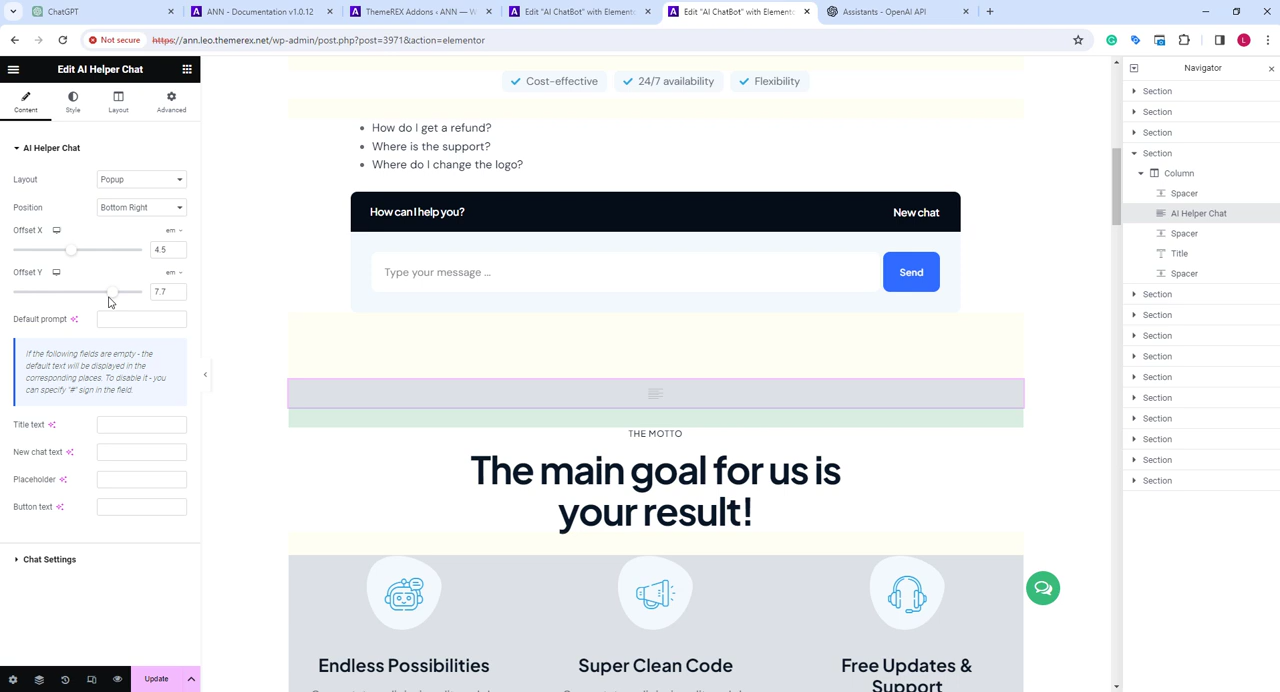 ChatGPT
ANN - Documentation v1.0.12
ThemeREX Addons ‹ ANN — W
Edit "AI ChatBot" with Elemento
Edit "AI ChatBot" with Elemento
Assistants - OpenAI API
Not secure
https://ann.leo.themerex.net/wp-admin/post.php?post=3971&action=elementor
L
Edit AI Helper Chat
Content
Style
Layout
Advanced
AI Helper Chat
Layout
Popup
Position
Bottom Right
Offset X
em
4.5
Offset Y
em
7.7
Default prompt
If the following fields are empty - the
default text will be displayed in the
corresponding places. To disable it - you
can specify "#" sign in the field.
Title text
New chat text
Placeholder
Button text
Chat Settings
Update
Cost-effective
24/7 availability
Flexibility
How do I get a refund?
Where is the support?
Where do I change the logo?
How can I help you?
New chat
Type your message ...
Send
THE MOTTO
The main goal for us is
your result!
Endless Possibilities
Super Clean Code
Free Updates &
Support
Navigator
Section
Section
Section
Section
Column
Spacer
AI Helper Chat
Spacer
Title
Spacer
Section
Section
Section
Section
Section
Section
Section
Section
Section
Section